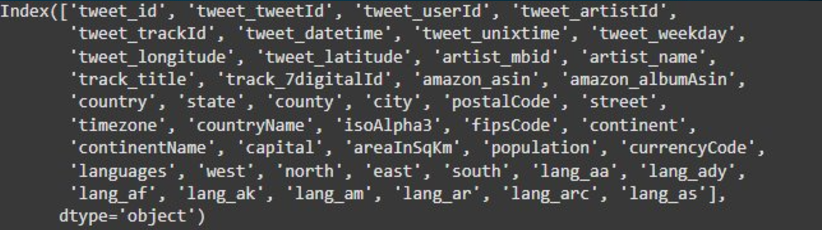 Index(['tweet_id', 'tweet_tweetId', 'tweet_userId', 'tweet_artistId',
'tweet_trackId', 'tweet_datetime', 'tweet_unixtime', 'tweet_weekday',
'tweet_longitude', 'tweet_latitude', 'artist_mbid', 'artist_name',
'track_title', 'track_7digitalId', 'amazon_asin', 'amazon_albumAsin',
'country', 'state', 'county', 'city', 'postalCode', 'street',
'timezone', 'countryName', 'isoAlpha3', 'fipsCode', 'continent',
'continentName', 'capital', 'areaInSqKm', 'population', 'currencyCode',
'languages', 'west', 'north', 'east', 'south', 'lang_aa', 'lang_ady',
'lang_af', 'lang_ak', 'lang_am', 'lang_ar', 'lang_arc', 'lang_as'],
dtype='object')